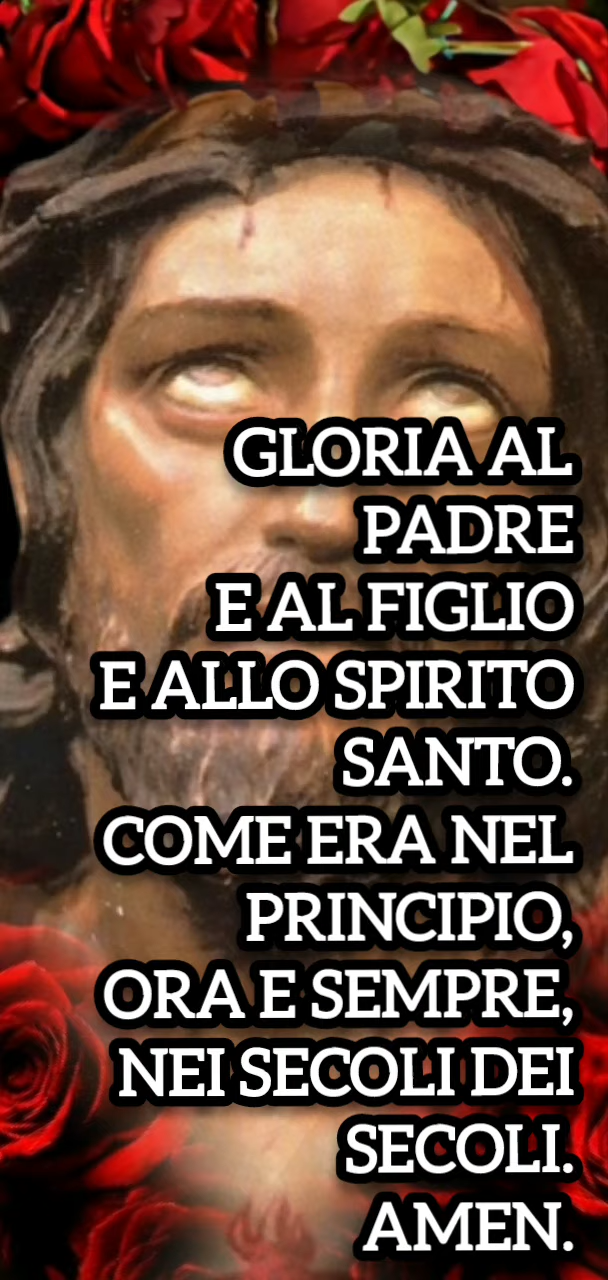 GLORIA AL
PADRE
E AL FIGLIO
E ALLO SPIRITO
SANTO.
COME ERA NEL
PRINCIPIO,
ORA E SEMPRE,
NEI SECOLI DEI
SECOLI.
AMEN.